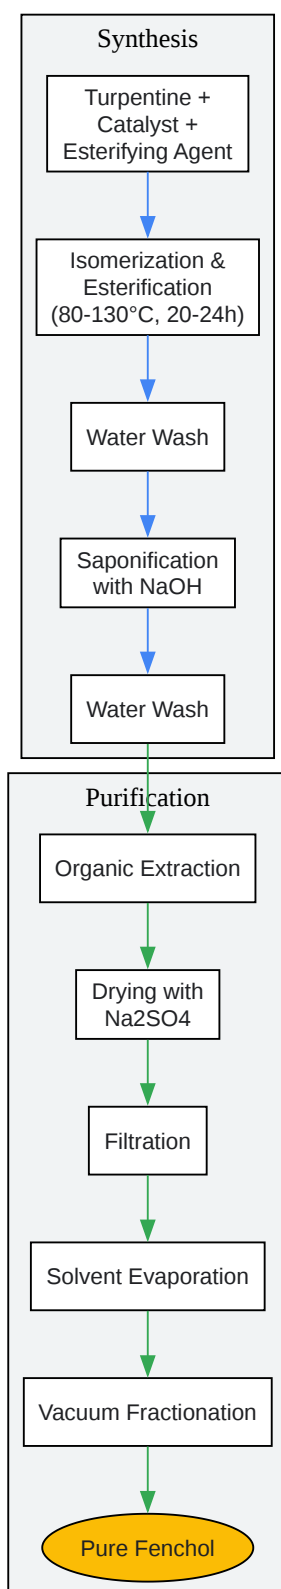 Synthesis
Turpentine +
Catalyst +
Esterifying Agent
Isomerization &
Esterification
(80-130°C, 20-24h)
Water Wash
Saponification
with NaOH
Water Wash
Purification
Organic Extraction
Drying with
Na2SO4
Filtration
Solvent Evaporation
Vacuum Fractionation
Pure Fenchol